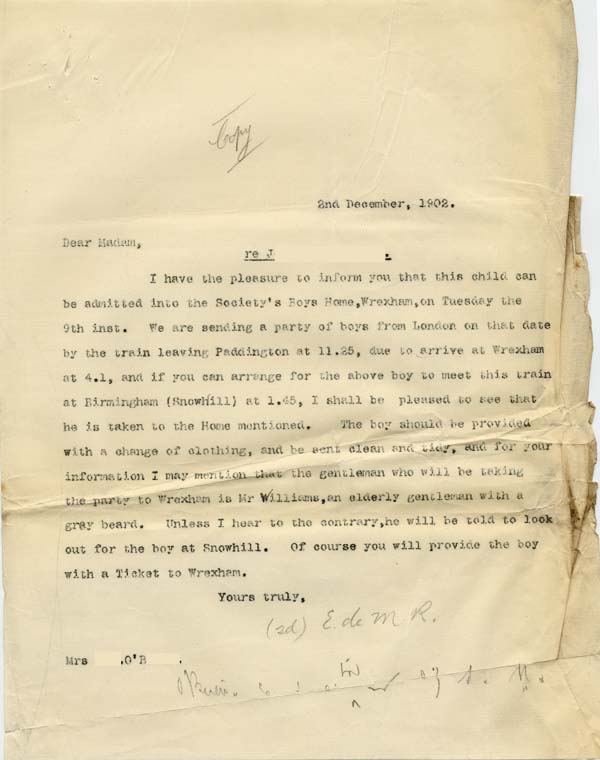 Copy
2nd December, 1902.
Dear Madam,
re J .
I have the pleasure to inform you that this child can
be admitted into the Society's Boys Home,Wrexham,on Tuesday the
9th inst. We are sending a party of boys from London on that date
by the train leaving Paddington at 11.25, due to arrive at Wrexham
at 4.1, and if you can arrange for the above boy to meet this train
at Birmingham (Snowhill) at 1.45, I shall be pleased to see that
he is taken to the Home mentioned. The boy should be provided
with a change of clothing, and be sent clean and tidy, and for your
information I may mention that the gentleman who will be taking
the party to Wrexham is Mr Williams,an elderly gentleman with a
gray beard. Unless I hear to the contrary,he will be told to look
out for the boy at Snowhill. Of course you will provide the boy
with a Ticket to Wrexham.
Yours truly,
(sd) E. de M. R.
Mrs .O'B .